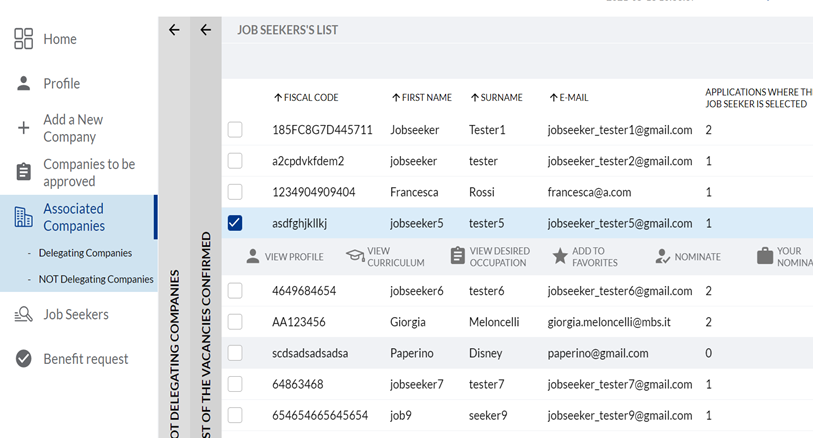 Home
Profile
Add a New
Company
Companies to be
approved
Associated
Companies
- Delegating Companies
- NOT Delegating Companies
Job Seekers
Benefit request
OT DELEGATING COMPANIES
ST OF THE VACANCIES CONFIRMED
JOB SEEKERS'S LIST
FISCAL CODE FIRST NAME SURNAME E-MAIL APPLICATIONS WHERE TH
JOB SEEKER IS SELECTED
185FC8G7D445711 Jobseeker Tester1 jobseeker_tester1@gmail.com 2
a2cpdvkfdem2 jobseeker tester jobseeker_tester2@gmail.com 1
1234904909404 Francesca Rossi francesca@a.com 1
asdfghjkllkj jobseeker5 tester5 jobseeker_tester5@gmail.com 1
VIEW PROFILE VIEW CURRICULUM VIEW DESIRED OCCUPATION ADD TO FAVORITES NOMINATE YOUR NOMINA
4649684654 jobseeker6 tester6 jobseeker_tester6@gmail.com 2
AA123456 Giorgia Meloncelli giorgia.meloncelli@mbs.it 2
scdsadsadsadsa Paperino Disney paperino@gmail.com 0
64863468 jobseeker7 tester7 jobseeker_tester7@gmail.com 1
654654665645654 job9 seeker9 jobseeker_tester9@gmail.com 1